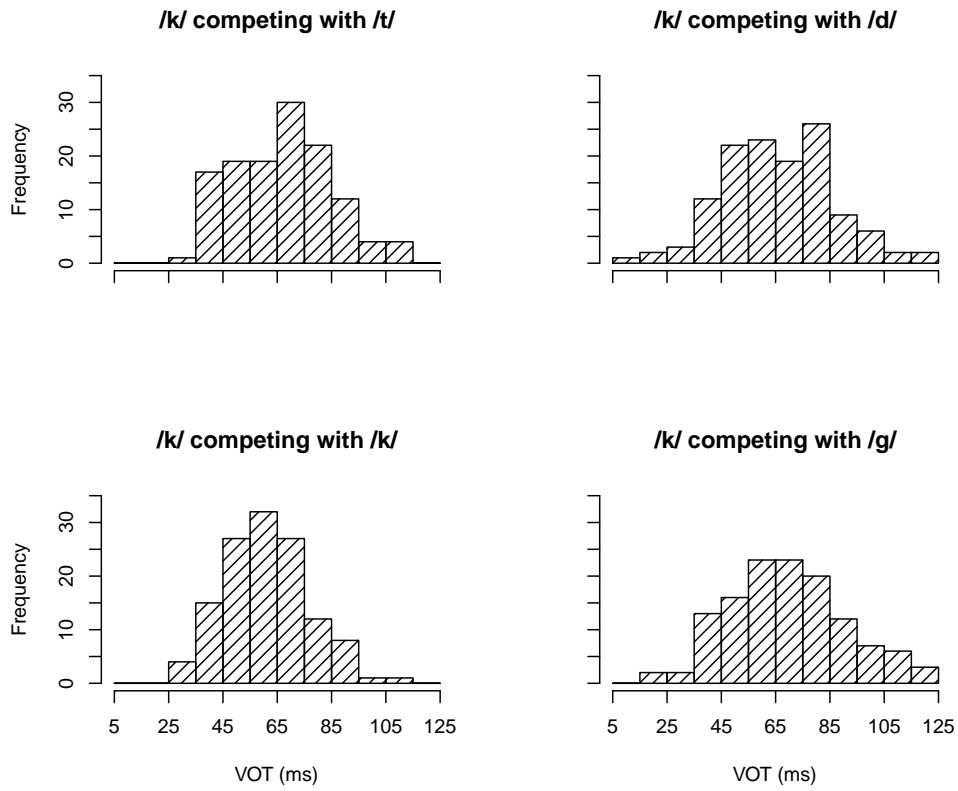 /k/ competing with /t/
/k/ competing with /d/
Frequency
0
10
20
30
/k/ competing with /k/
/k/ competing with /g/
Frequency
0
10
20
30
5 25 45 65 85 105 125
5 25 45 65 85 105 125
VOT (ms)
VOT (ms)